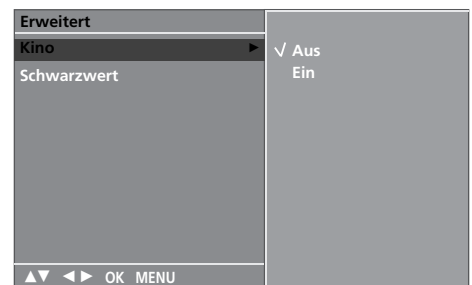 Erweitert
Kino ►
Schwarzwert
√ Aus
Ein
▲▼ ◄► OK MENU